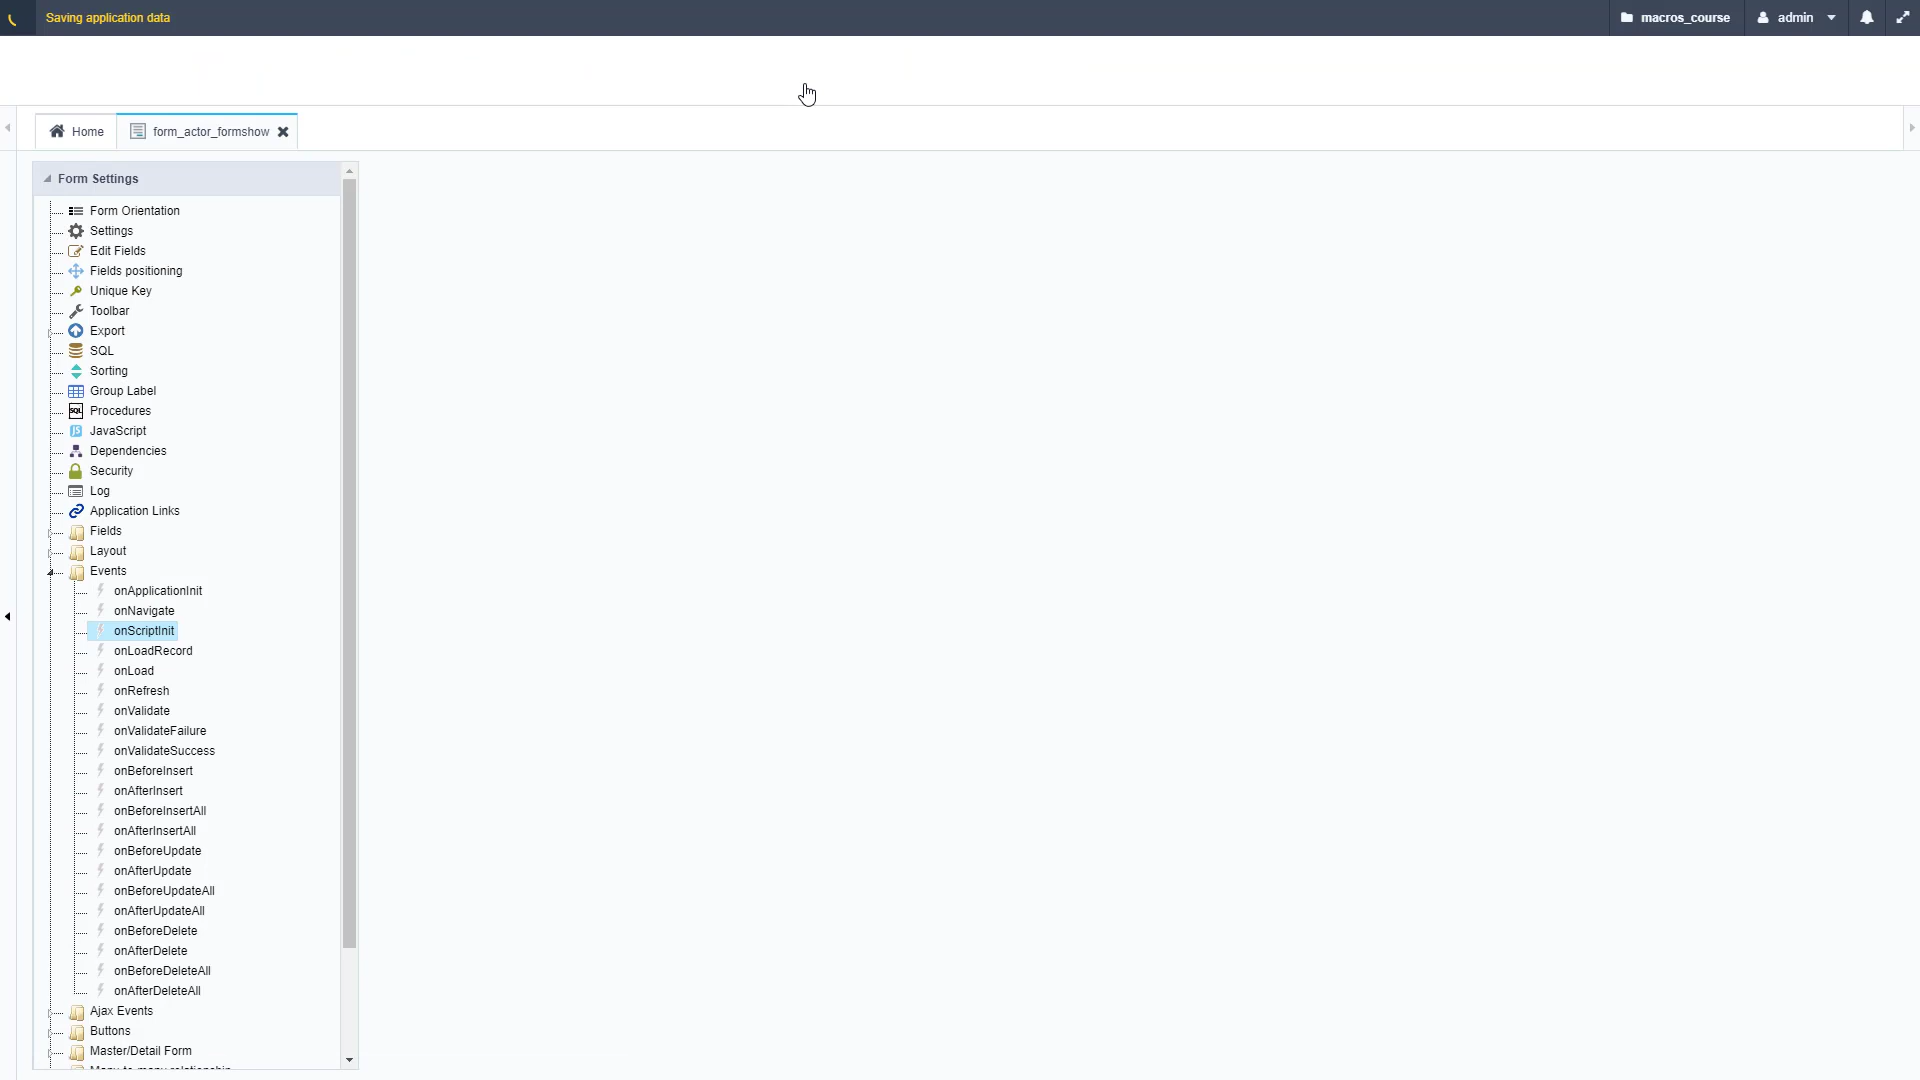 Saving application data
macros_course
admin
Home
form_actor_formshow
Form Settings
Form Orientation
Settings
Edit Fields
Fields positioning
Unique Key
Toolbar
Export
SQL
Sorting
Group Label
SQL Procedures
JS JavaScript
Dependencies
Security
Log
Application Links
Fields
Layout
Events
onApplicationInit
onNavigate
onScriptInit
onLoadRecord
onLoad
onRefresh
onValidate
onValidateFailure
onValidateSuccess
onBeforeInsert
onAfterInsert
onBeforeInsertAll
onAfterInsertAll
onBeforeUpdate
onAfterUpdate
onBeforeUpdateAll
onAfterUpdateAll
onBeforeDelete
onAfterDelete
onBeforeDeleteAll
onAfterDeleteAll
Ajax Events
Buttons
Master/Detail Form